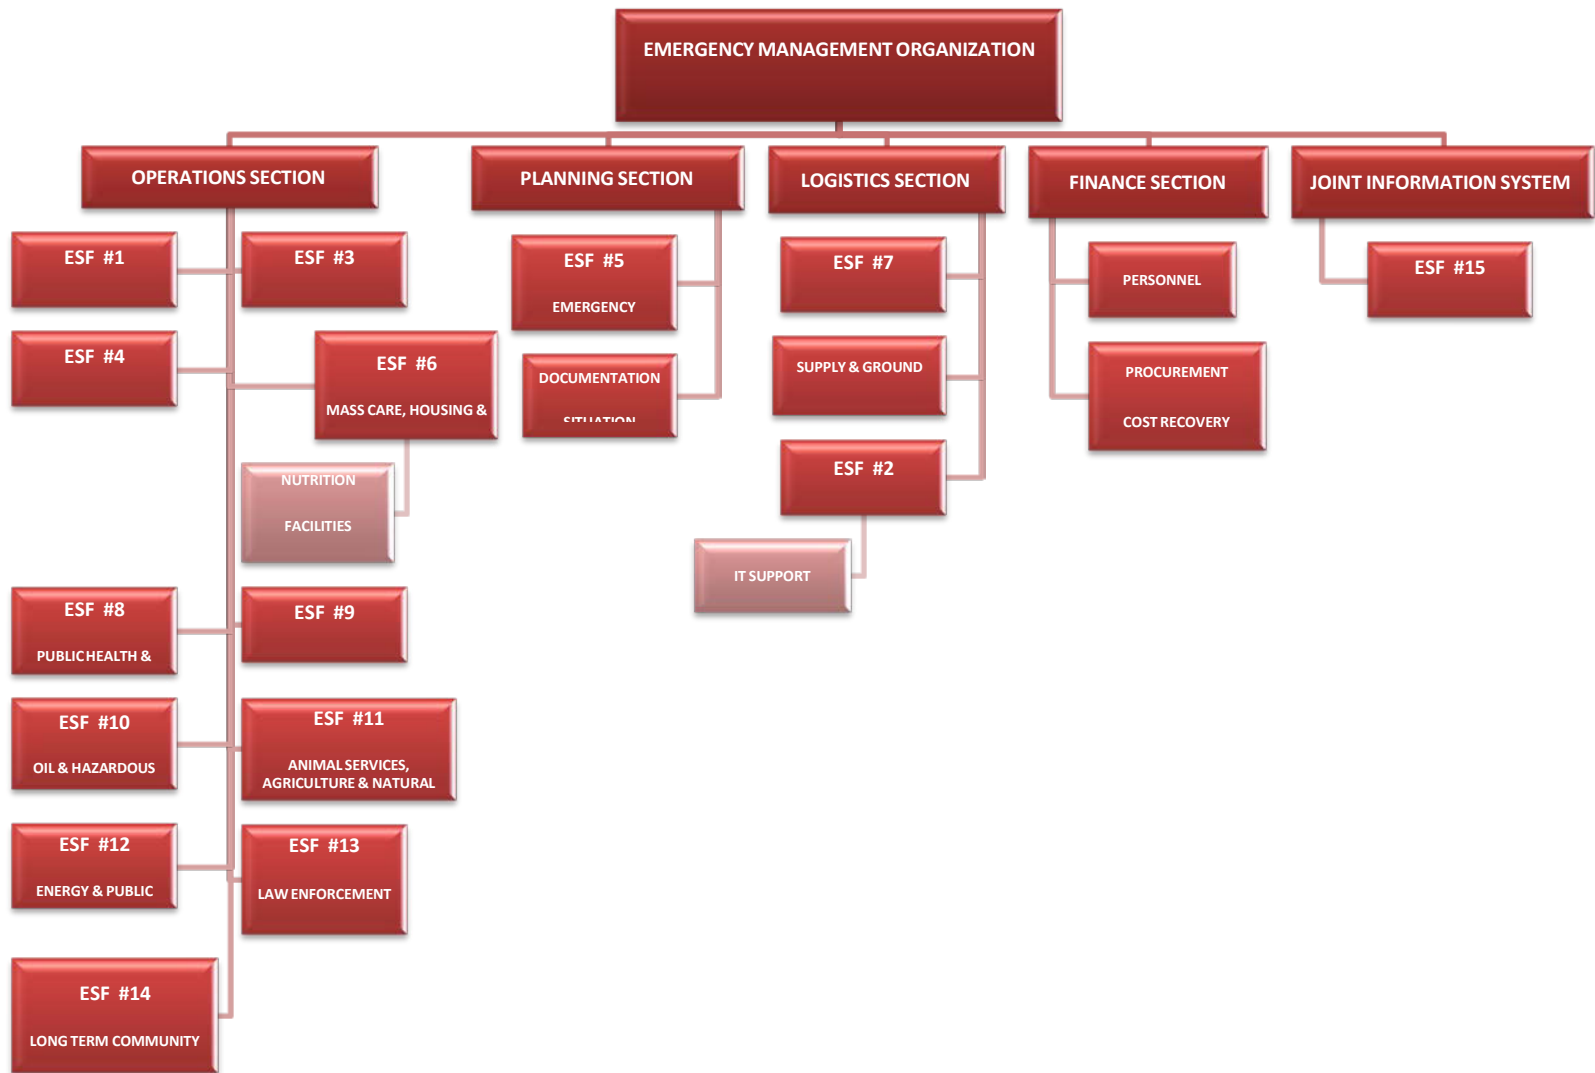 EMERGENCY MANAGEMENT ORGANIZATION
OPERATIONS SECTION
PLANNING SECTION
LOGISTICS SECTION
FINANCE SECTION
JOINT INFORMATION SYSTEM
ESF #1
ESF #3
ESF #4
ESF #6
MASS CARE, HOUSING &
NUTRITION
FACILITIES
ESF #8
PUBLIC HEALTH &
ESF #9
ESF #10
OIL & HAZARDOUS
ESF #11
ANIMAL SERVICES,
AGRICULTURE & NATURAL
ESF #12
ENERGY & PUBLIC
ESF #13
LAW ENFORCEMENT
ESF #14
LONG TERM COMMUNITY
ESF #5
EMERGENCY
DOCUMENTATION
SITUATION
ESF #7
SUPPLY & GROUND
ESF #2
IT SUPPORT
PERSONNEL
PROCUREMENT
COST RECOVERY
ESF #15